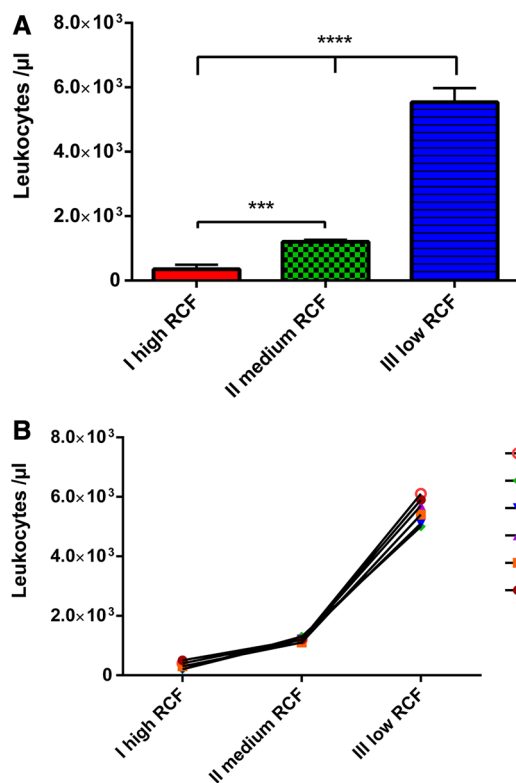 A
Leukocytes /µl
8.0×10³
6.0×10³
4.0×10³
2.0×10³
0
****
***
I high RCF
II medium RCF
III low RCF
B
Leukocytes /µl
8.0×10³
6.0×10³
4.0×10³
2.0×10³
0
I high RCF
II medium RCF
III low RCF